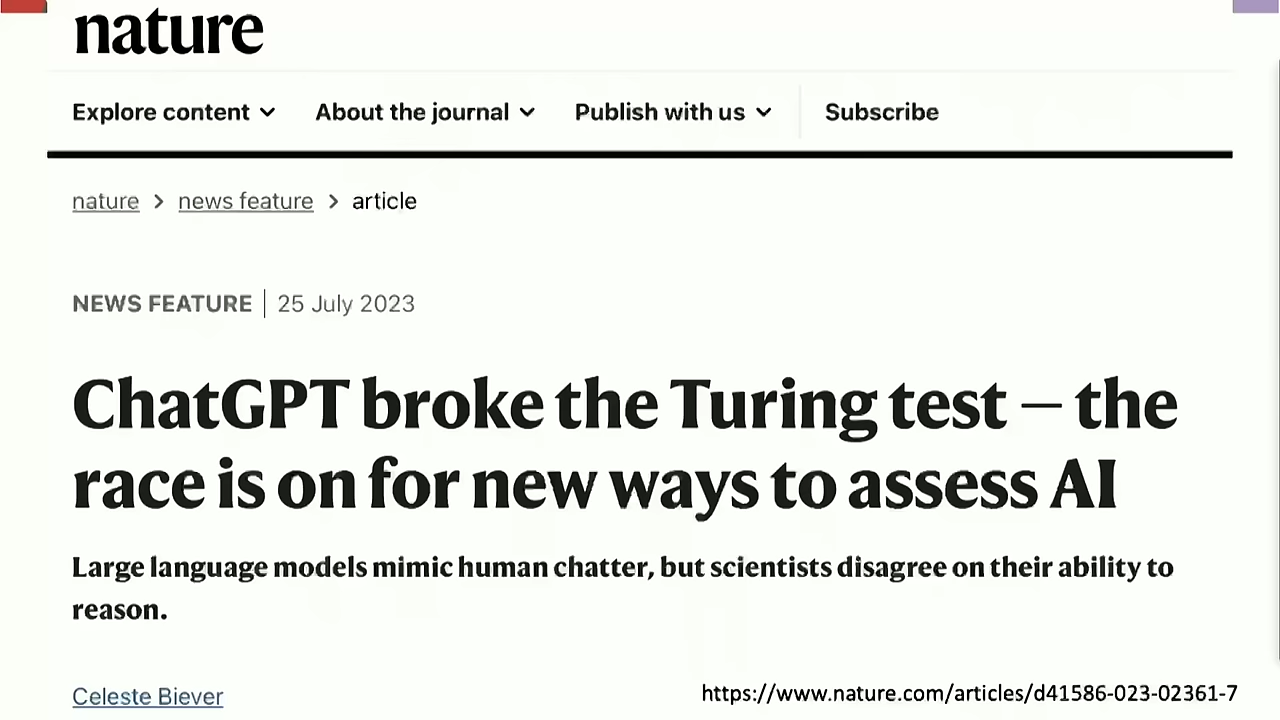 nature
Explore content About the journal Publish with us Subscribe
nature > news feature > article
NEWS FEATURE | 25 July 2023
ChatGPT broke the Turing test — the
race is on for new ways to assess AI
Large language models mimic human chatter, but scientists disagree on their ability to
reason.
Celeste Biever
https://www.nature.com/articles/d41586-023-02361-7